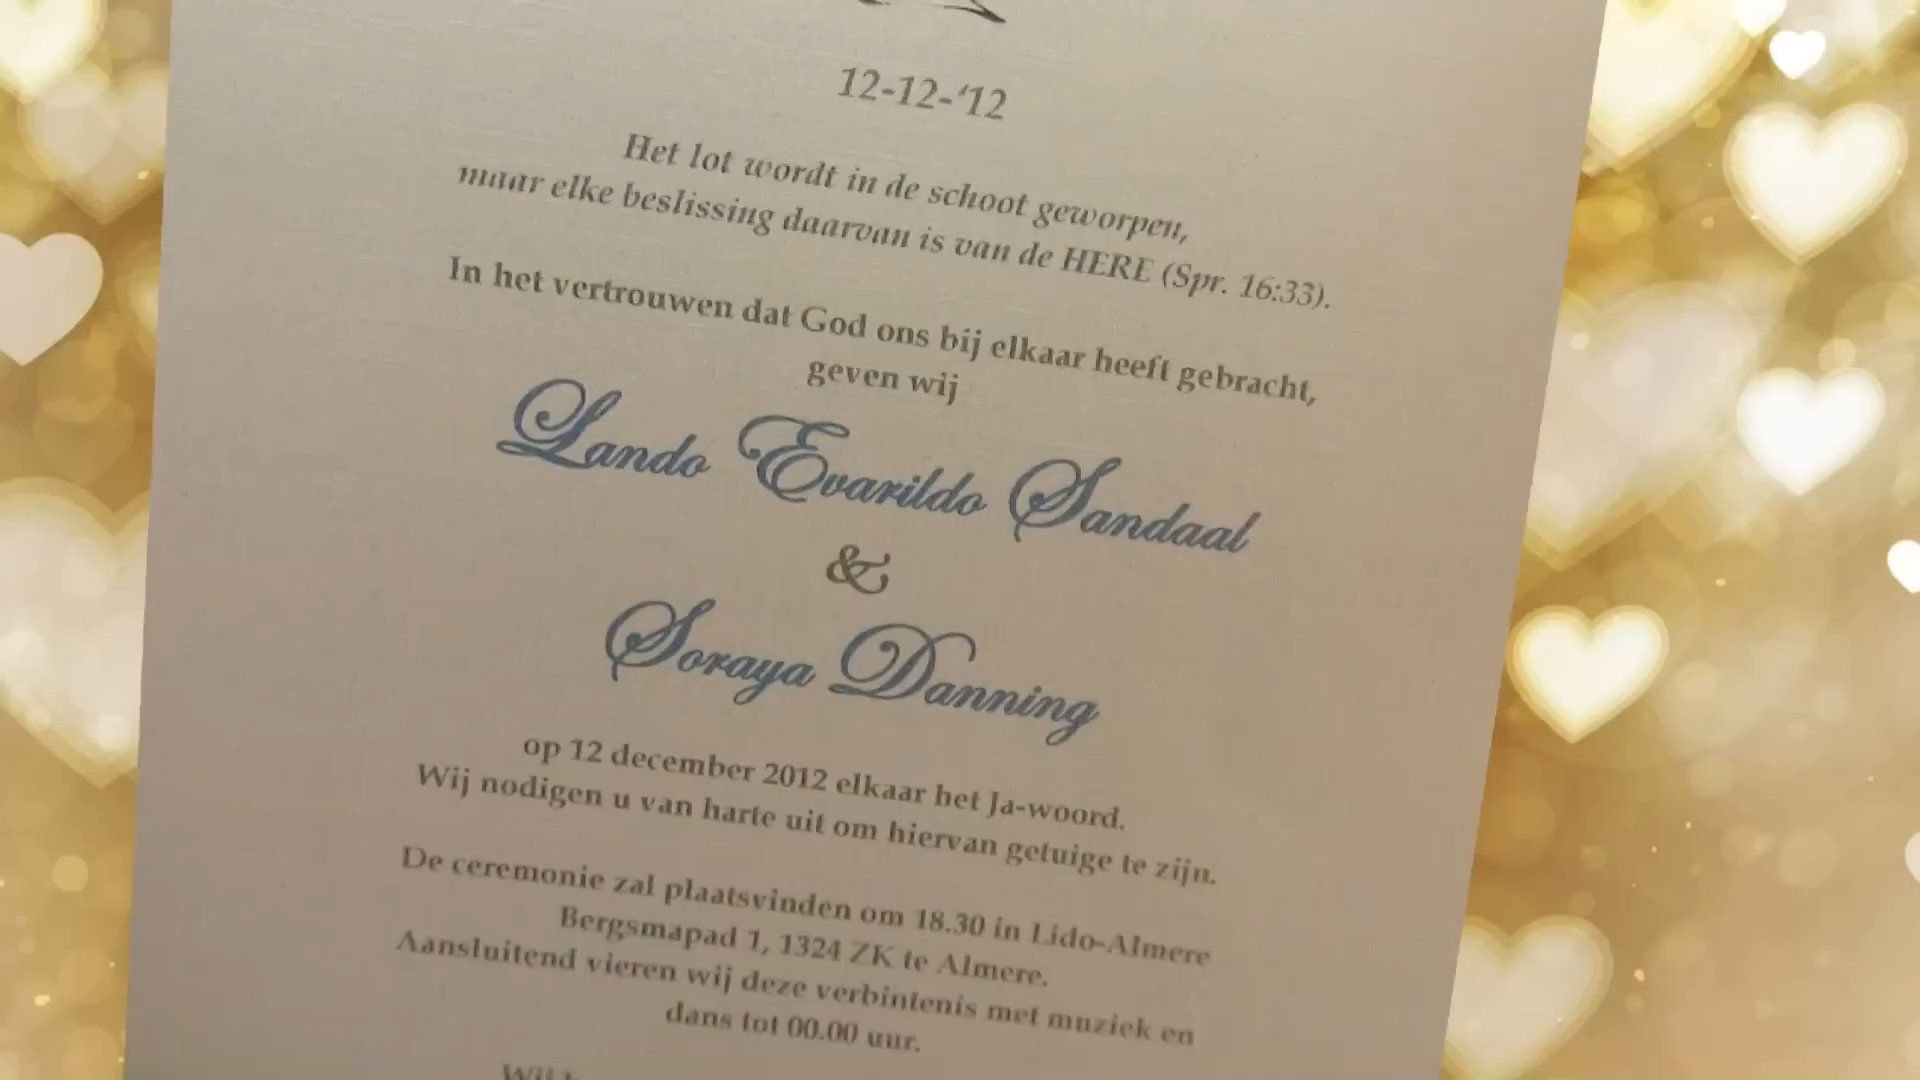 12-12-‘12
Het lot wordt in de schoot geworpen,
maar elke beslissing daarvan is van de HERE (Spr. 16:33).
In het vertrouwen dat God ons bij elkaar heeft gebracht,
geven wij
Lando Evarildo Sandaal
&
Soraya Danning
op 12 december 2012 elkaar het Ja-woord.
Wij nodigen u van harte uit om hiervan getuige te zijn.
De ceremonie zal plaatsvinden om 18.30 in Lido-Almere
Bergsmapad 1, 1324 ZK te Almere.
Aansluitend vieren wij deze verbintenis met muziek en
dans tot 00.00 uur.